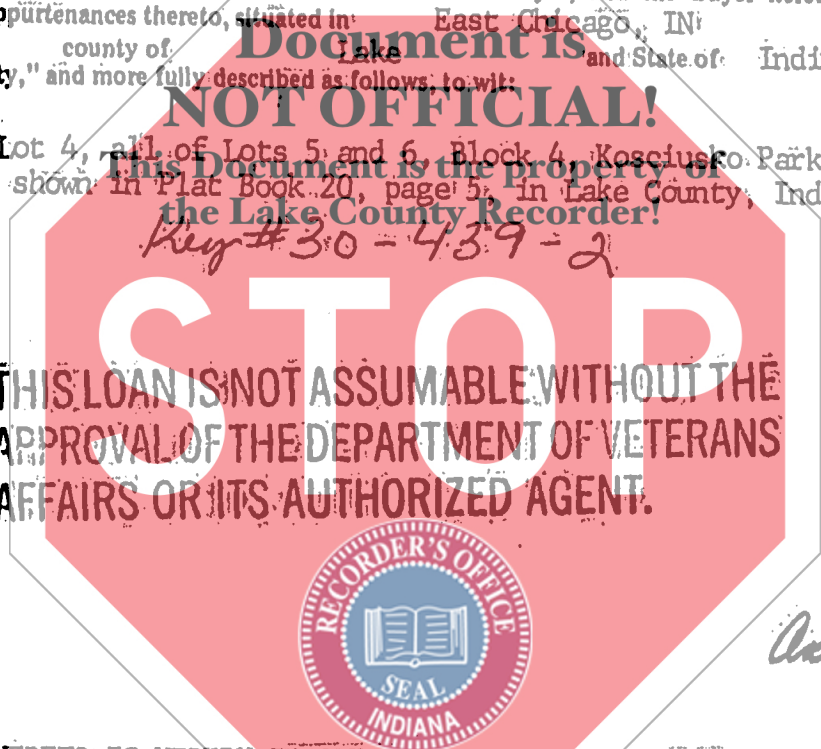 ppurtenances thereto, situated in East Chicago, IN
Document is
county of Lake and State of Indi
y," and more fully described as follows, to wit:
NOT OFFICIAL!
Lot 4, all of Lots 5 and 6, Block 4, Kosciusko Park
This Document is the property of
shown in Plat Book 20, page 5, in Lake County, Ind
the Lake County Recorder!
Key # 30-439-2
STOP
THIS LOAN IS NOT ASSUMABLE WITHOUT THE
APPROVAL OF THE DEPARTMENT OF VETERANS
AFFAIRS OR ITS AUTHORIZED AGENT.
RECORDER'S OFFICE
SEAL
INDIANA